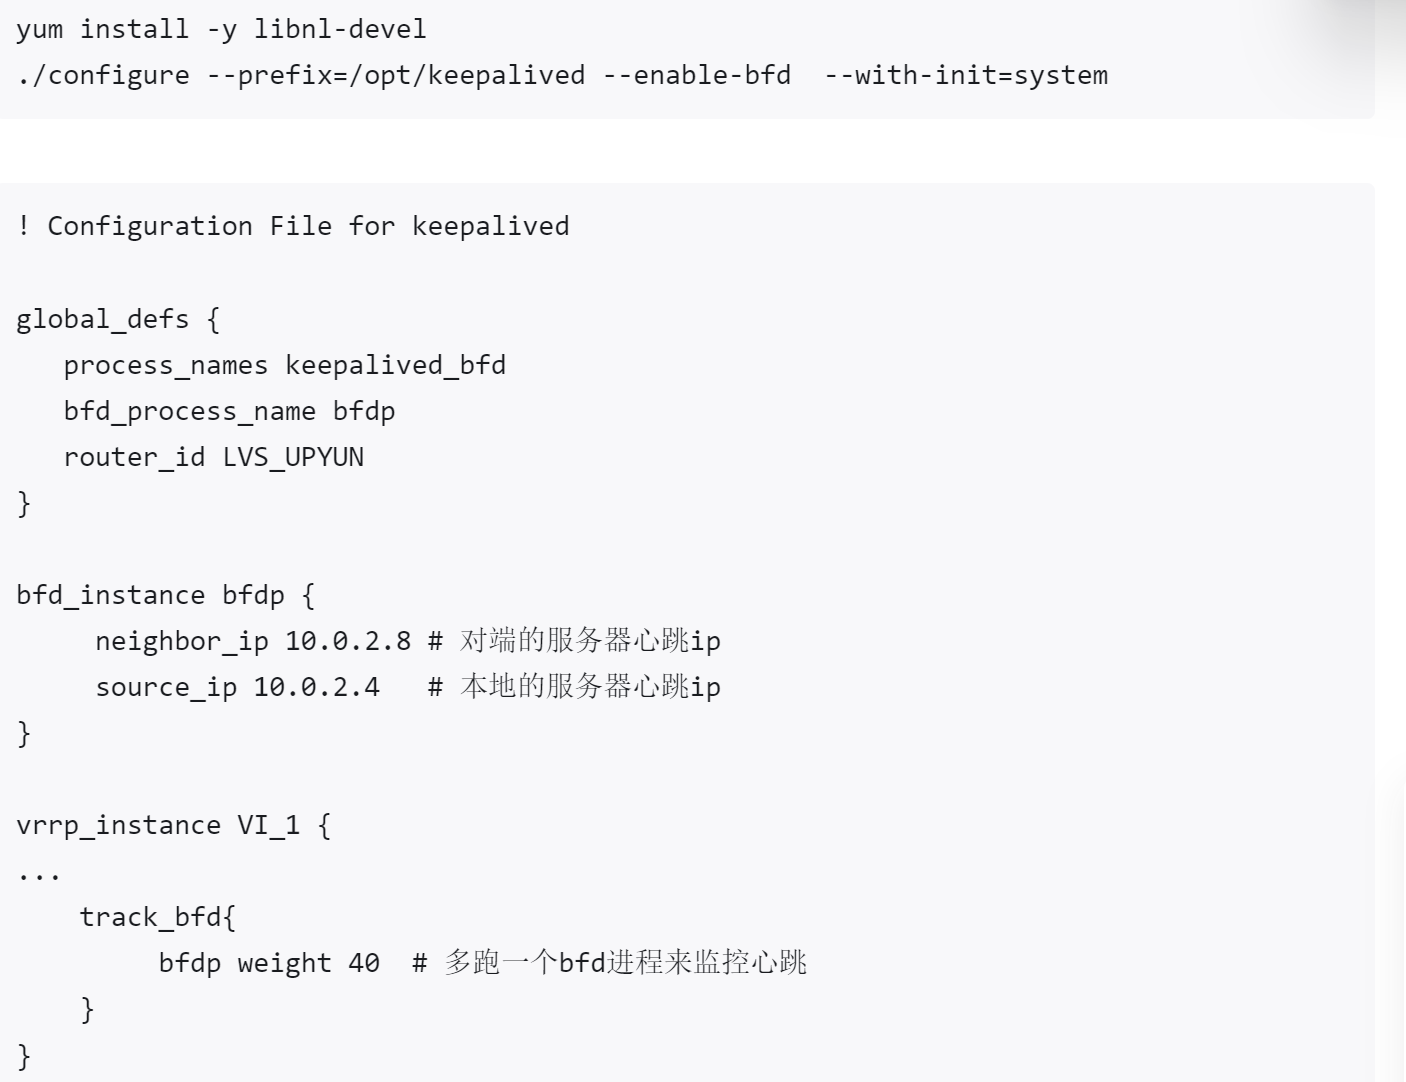 yum install -y libnl-devel
./configure --prefix=/opt/keepalived --enable-bfd  --with-init=system
! Configuration File for keepalived
global_defs {
   process_names keepalived_bfd
   bfd_process_name bfdp
   router_id LVS_UPYUN
}
bfd_instance bfdp {
     neighbor_ip 10.0.2.8 # 对端的服务器心跳ip
     source_ip 10.0.2.4   # 本地的服务器心跳ip
}
vrrp_instance VI_1 {
...
    track_bfd{
         bfdp weight 40  # 多跑一个bfd进程来监控心跳
    }
}